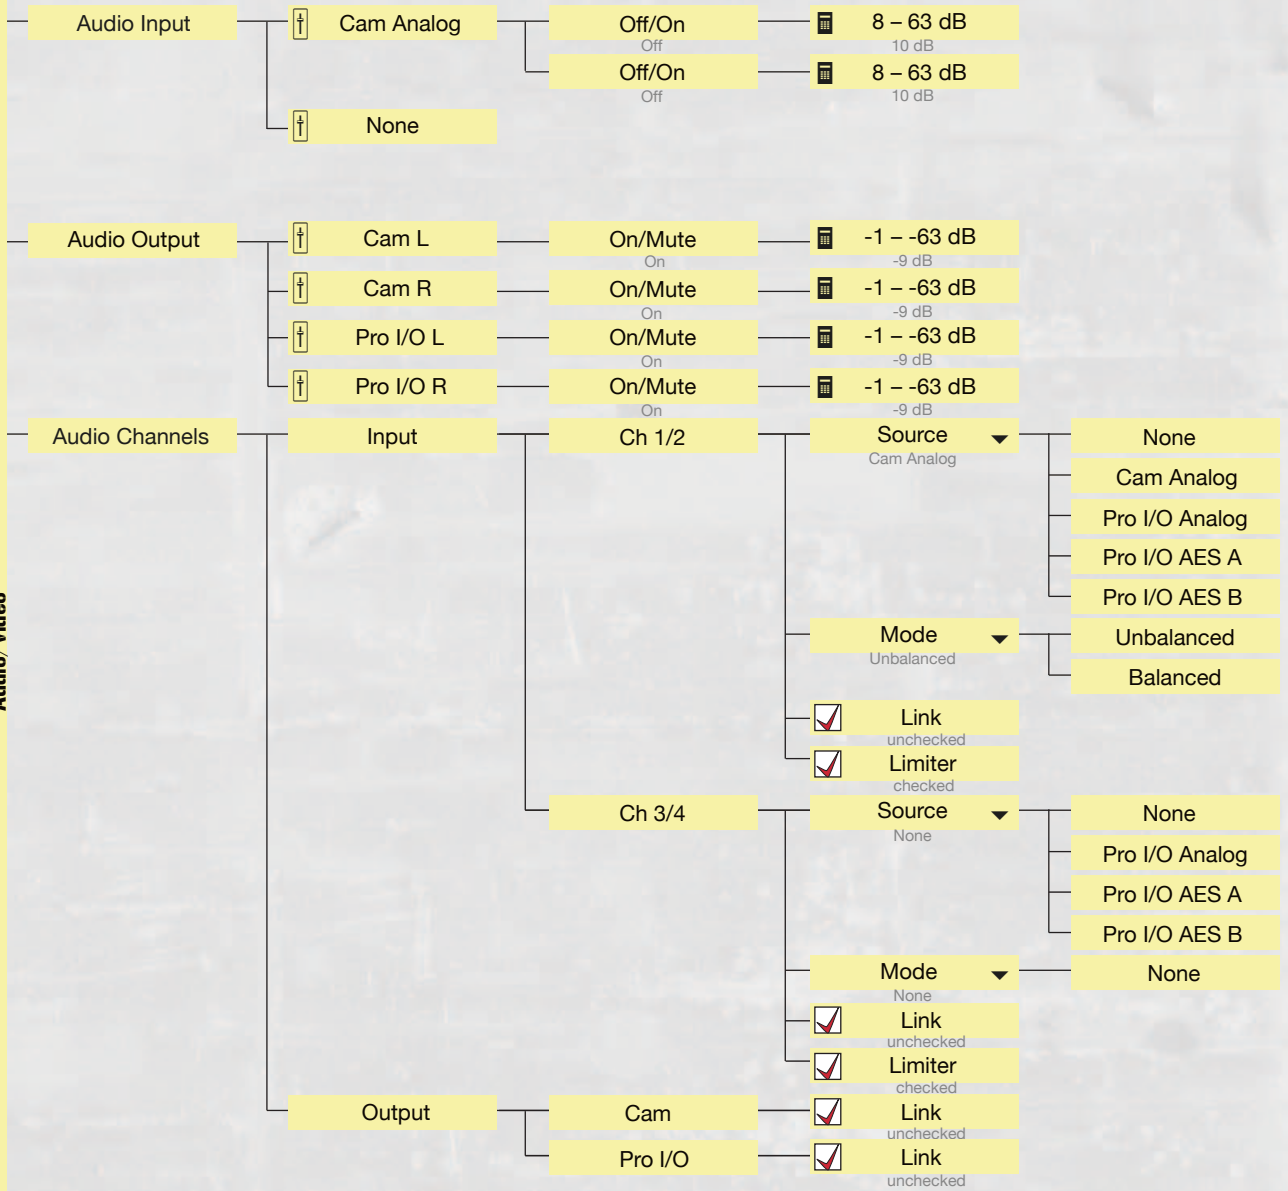 Audio Input
Cam Analog
Off/On
8 – 63 dB
Off
10 dB
Off/On
8 – 63 dB
Off
10 dB
None
Audio Output
Cam L
On/Mute
-1 – -63 dB
On
-9 dB
Cam R
On/Mute
-1 – -63 dB
On
-9 dB
Pro I/O L
On/Mute
-1 – -63 dB
On
-9 dB
Pro I/O R
On/Mute
-1 – -63 dB
On
-9 dB
Audio Channels
Input
Ch 1/2
Source
None
Cam Analog
Cam Analog
Pro I/O Analog
Pro I/O AES A
Pro I/O AES B
Audio/ Video
Mode
Unbalanced
Unbalanced
Balanced
Link
unchecked
Limiter
checked
Ch 3/4
Source
None
None
Pro I/O Analog
Pro I/O AES A
Pro I/O AES B
Mode
None
None
Link
unchecked
Limiter
checked
Output
Cam
Link
unchecked
Pro I/O
Link
unchecked